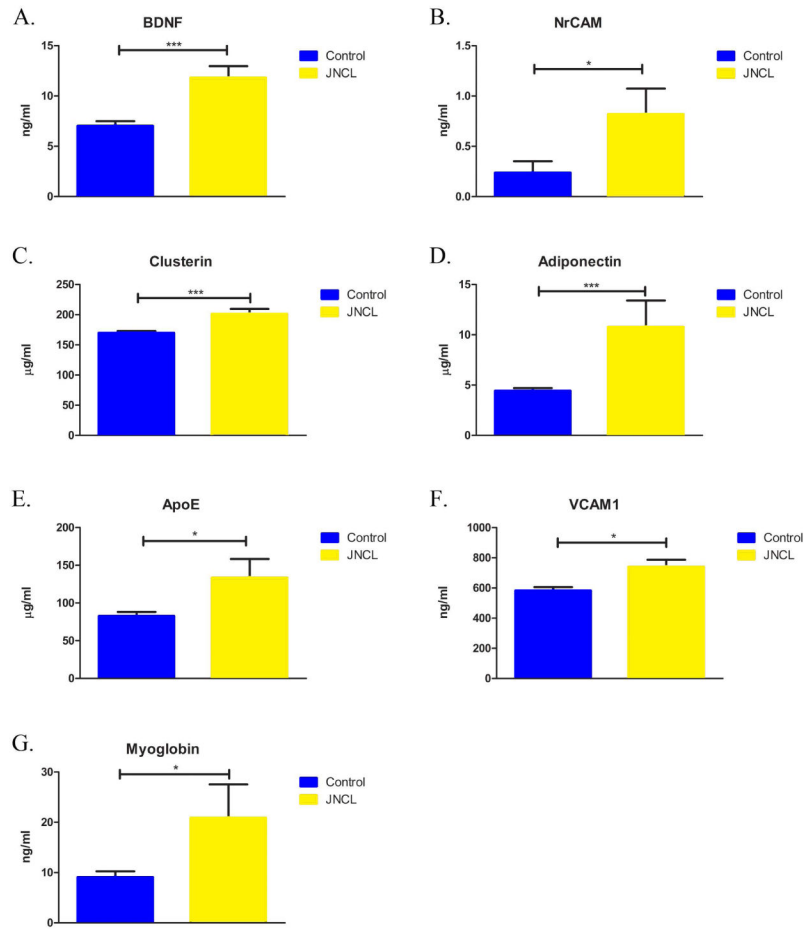 A.
BDNF
***
15
10
5
0
ng/ml
Control
JNCL
B.
NrCAM
*
1.5
1.0
0.5
0.0
ng/ml
Control
JNCL
C.
Clusterin
***
250
200
150
100
50
0
µg/ml
Control
JNCL
D.
Adiponectin
***
15
10
5
0
µg/ml
Control
JNCL
E.
ApoE
*
200
150
100
50
0
µg/ml
Control
JNCL
F.
VCAM1
*
1000
800
600
400
200
0
ng/ml
Control
JNCL
G.
Myoglobin
*
30
20
10
0
ng/ml
Control
JNCL